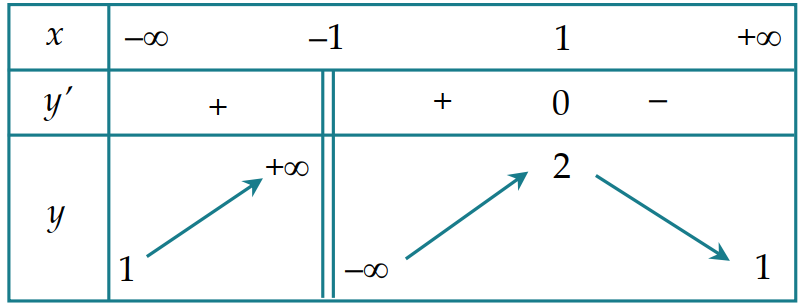 x –∞ –1 1 +∞
y′ + + 0 –
+∞ 2
y
1 –∞ 1